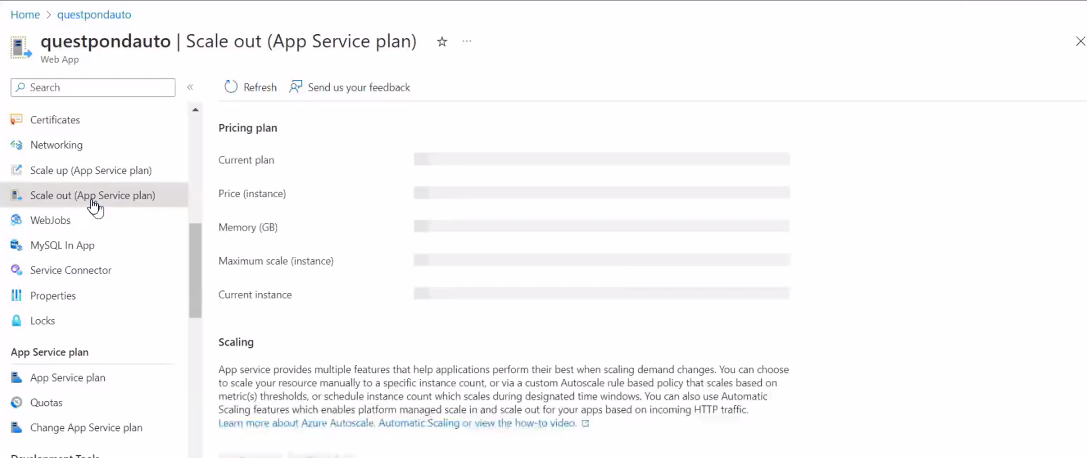 Home > questpondauto
questpondauto | Scale out (App Service plan)
Web App
Search
Refresh
Send us your feedback
Certificates
Networking
Scale up (App Service plan)
Scale out (App Service plan)
WebJobs
MySQL In App
Service Connector
Properties
Locks
App Service plan
App Service plan
Quotas
Change App Service plan
Development Tools
Pricing plan
Current plan
Price (instance)
Memory (GB)
Maximum scale (instance)
Current instance
Scaling
App service provides multiple features that help applications perform their best when scaling demand changes. You can choose
to scale your resource manually to a specific instance count, or via a custom Autoscale rule based policy that scales based on
metric(s) thresholds, or schedule instance count which scales during designated time windows. You can also use Automatic
Scaling features which enables platform managed scale in and scale out for your apps based on incoming HTTP traffic.
Learn more about Azure Autoscale, Automatic Scaling or view the how-to video.